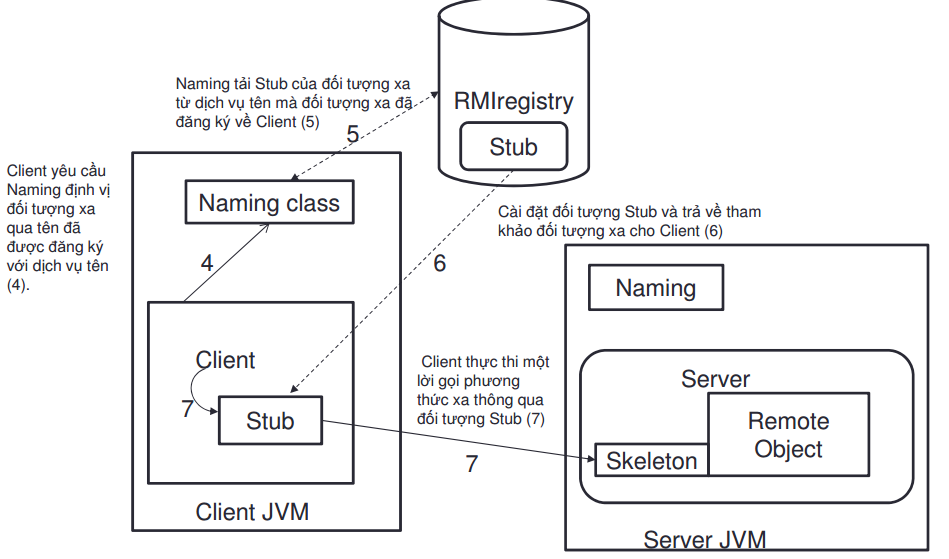 Naming tải Stub của đối tượng xa
từ dịch vụ tên mà đối tượng xa đã
đăng ký về Client (5)
RMIregistry
Stub
5
Client yêu cầu
Naming định vị
đối tượng xa
qua tên đã
được đăng ký
với dịch vụ tên
(4).
Naming class
4
Cài đặt đối tượng Stub và trả về tham
khảo đối tượng xa cho Client (6)
6
Naming
Client
7
Stub
Client JVM
Client thực thi một
lời gọi phương
thức xa thông qua
đối tượng Stub (7)
7
Server
Remote
Object
Skeleton
Server JVM